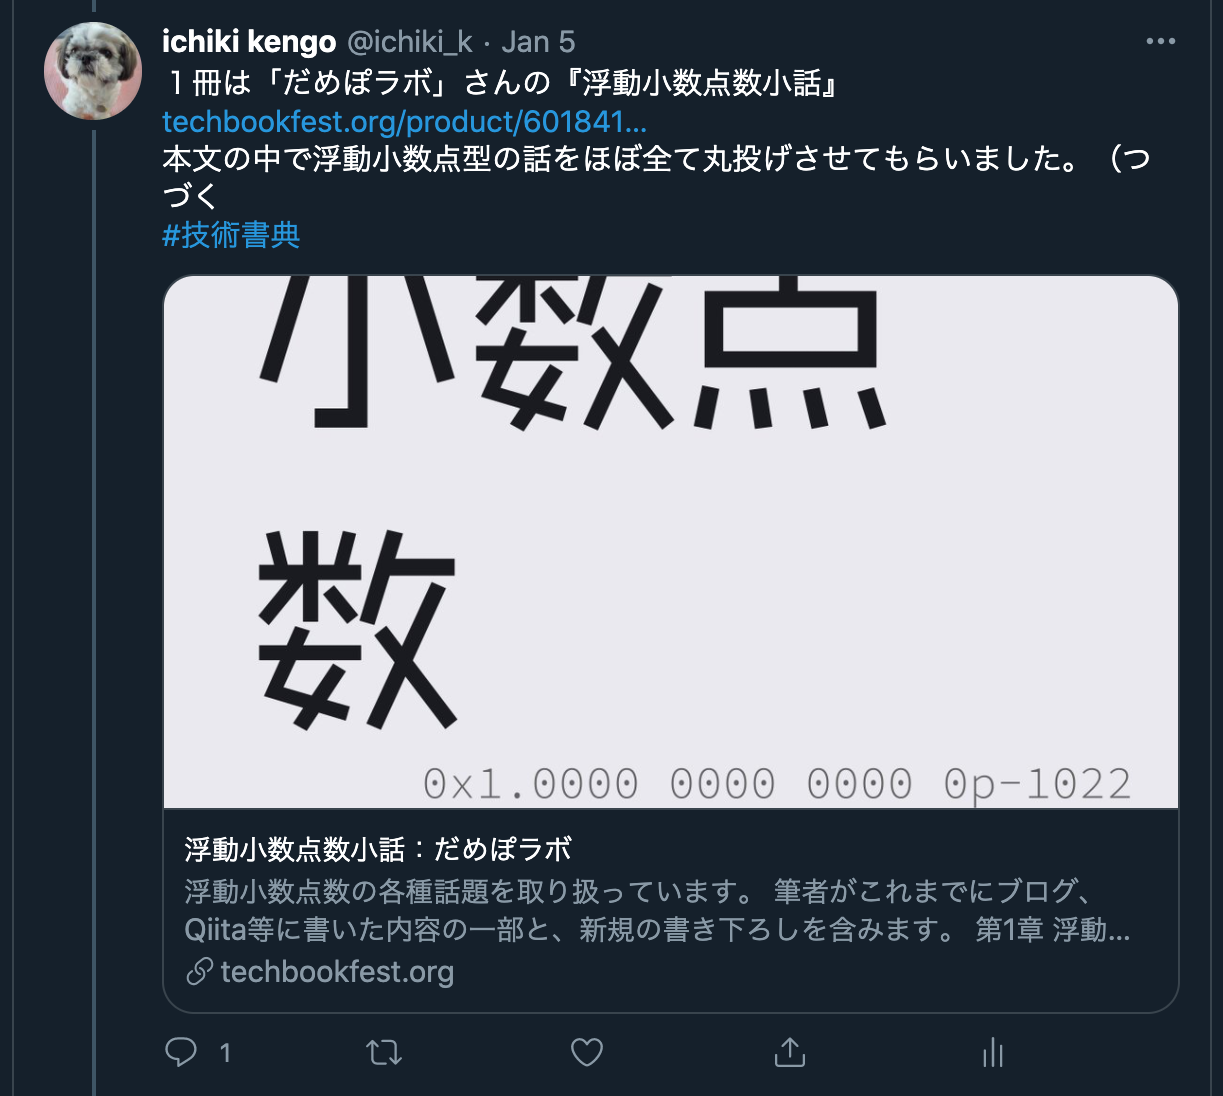 ichiki kengo @ichiki_k · Jan 5
１冊は「だめぽラボ」さんの『浮動小数点数小話』
techbookfest.org/product/601841...
本文の中で浮動小数点型の話をほぼ全て丸投げさせてもらいました。（つ
づく
#技術書典
小数点
数
0x1.0000 0000 0000 0p-1022
浮動小数点数小話：だめぽラボ
浮動小数点数の各種話題を取り扱っています。 筆者がこれまでにブログ、
Qiita等に書いた内容の一部と、新規の書き下ろしを含みます。 第1章 浮動...
techbookfest.org
1